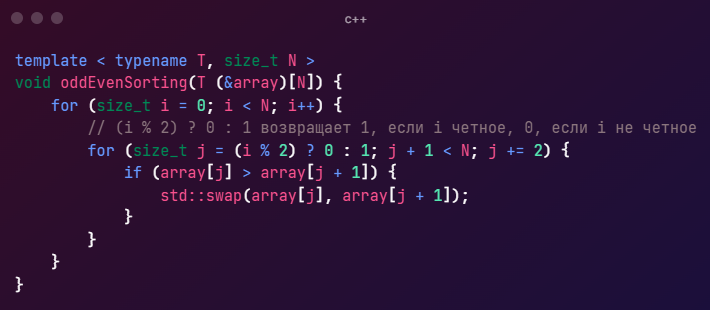 c++
template < typename T, size_t N >
void oddEvenSorting(T (&array)[N]) {
    for (size_t i = 0; i < N; i++) {
        // (i % 2) ? 0 : 1 возвращает 1, если i четное, 0, если i не четное
        for (size_t j = (i % 2) ? 0 : 1; j + 1 < N; j += 2) {
            if (array[j] > array[j + 1]) {
                std::swap(array[j], array[j + 1]);
            }
        }
    }
}